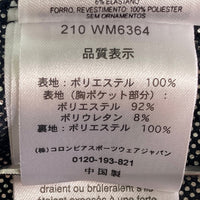 6% ELASTANO
FORRO, REVESTIMENTO: 100% POLIÉSTER
SEM ORNAMENTOS
210 WM6364
品質表示
表地：ポリエステル 100%
表地：（胸ポケット部分）：
ポリエステル 92%
ポリウレタン 8%
裏地：ポリエステル 100%
(株)コロンビアスポーツウェアジャパン
0120-193-821
中国製
draient ou brûleraient s'il